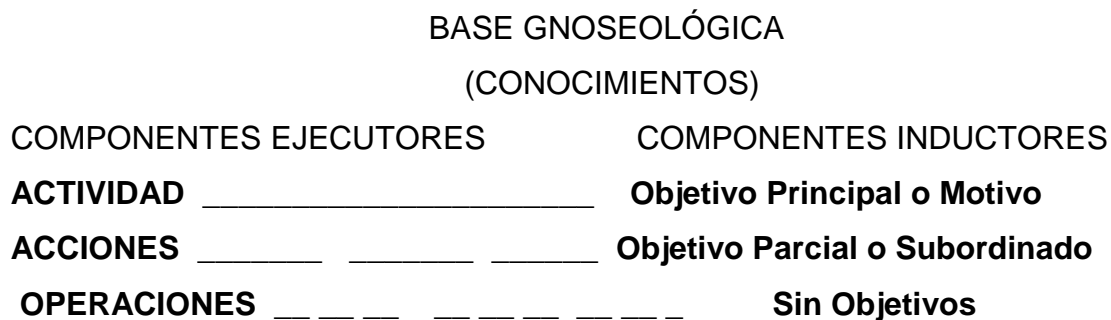 BASE GNOSEOLÓGICA
(CONOCIMIENTOS)
COMPONENTES EJECUTORES COMPONENTES INDUCTORES
ACTIVIDAD ______________________ Objetivo Principal o Motivo
ACCIONES _______ _______ ______ Objetivo Parcial o Subordinado
OPERACIONES __ __ __ __ __ __ __ __ _ Sin Objetivos